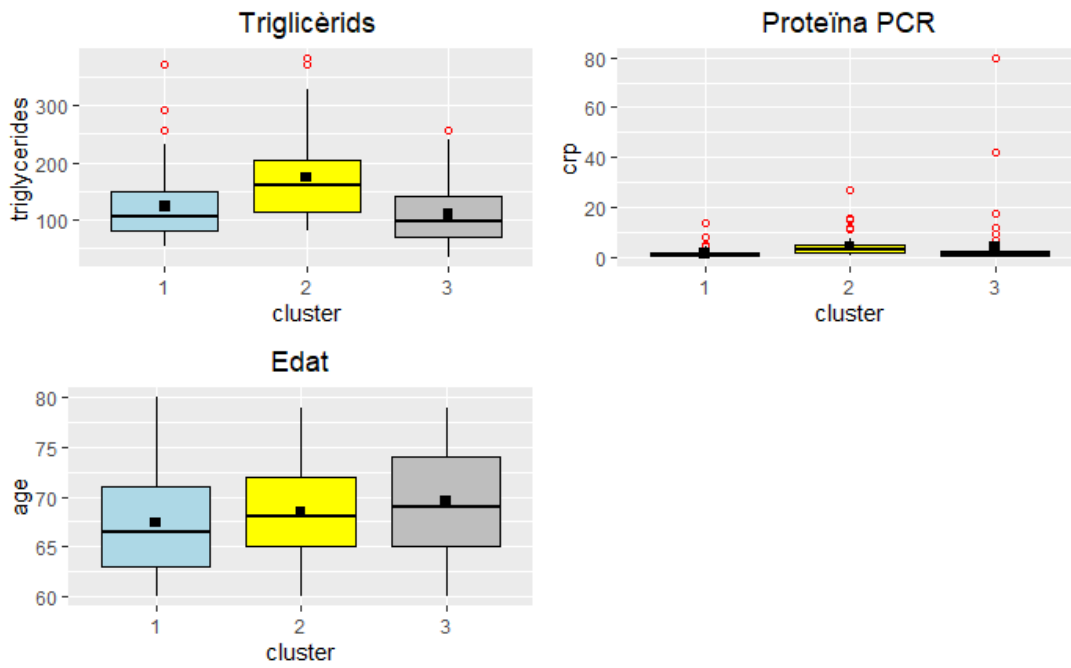 Triglicèrids
triglycerides
300
200
100
1 2 3
cluster
Proteïna PCR
crp
80
60
40
20
0
1 2 3
cluster
Edat
age
80
75
70
65
60
1 2 3
cluster